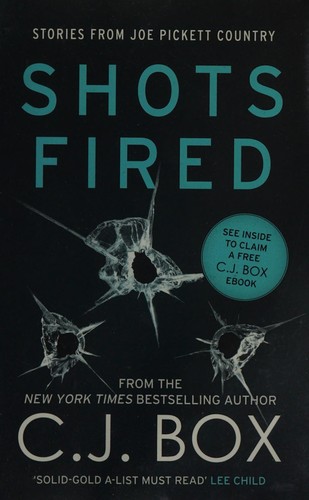 STORIES FROM JOE PICKETT COUNTRY
SHOTS
FIRED
SEE INSIDE
TO CLAIM
A FREE
C.J. BOX
EBOOK
FROM THE
NEW YORK TIMES BESTSELLING AUTHOR
C.J. BOX
‘SOLID-GOLD A-LIST MUST READ’ LEE CHILD